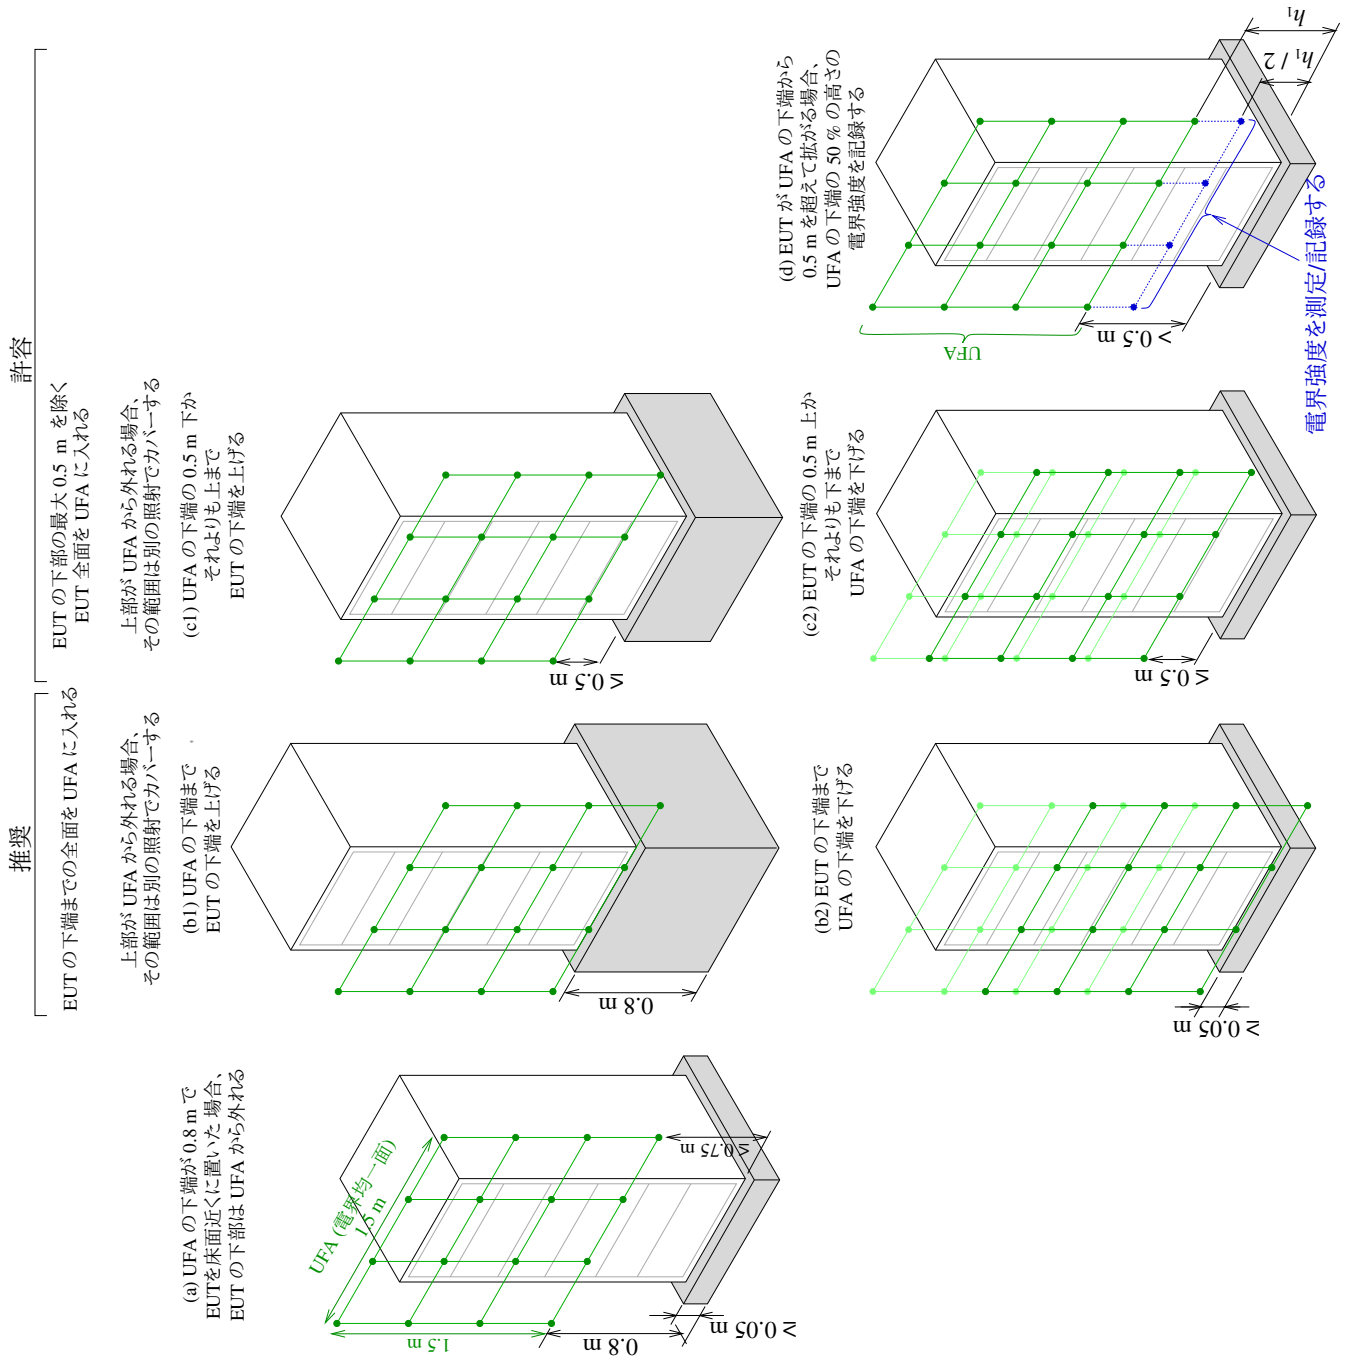 推奨
EUT の下端までの全面を UFA に入れる
上部が UFA から外れる場合、
その範囲は別の照射でカバーする
許容
EUT の下部の最大 0.5 m を除く
EUT 全面を UFA に入れる
上部が UFA から外れる場合、
その範囲は別の照射でカバーする
(a) UFA の下端が 0.8 m で
EUTを床面近くに置いた場合、
EUT の下部は UFA から外れる
UFA (電界均一面)
1.5 m
1.5 m
0.8 m
≥ 0.05 m
≤ 0.75 m
(b1) UFA の下端まで
EUT の下端を上げる
0.8 m
(c1) UFA の下端の 0.5 m 下か
それよりも上まで
EUT の下端を上げる
≤ 0.5 m
(b2) EUT の下端まで
UFA の下端を下げる
≥ 0.05 m
(c2) EUT の下端の 0.5 m 上か
それよりも下まで
UFA の下端を下げる
≤ 0.5 m
(d) EUT が UFA の下端から
0.5 m を超えて拡がる場合、
UFA の下端の 50 % の高さの
電界強度を記録する
UFA
> 0.5 m
h₁ / 2
h₁
電界強度を測定/記録する